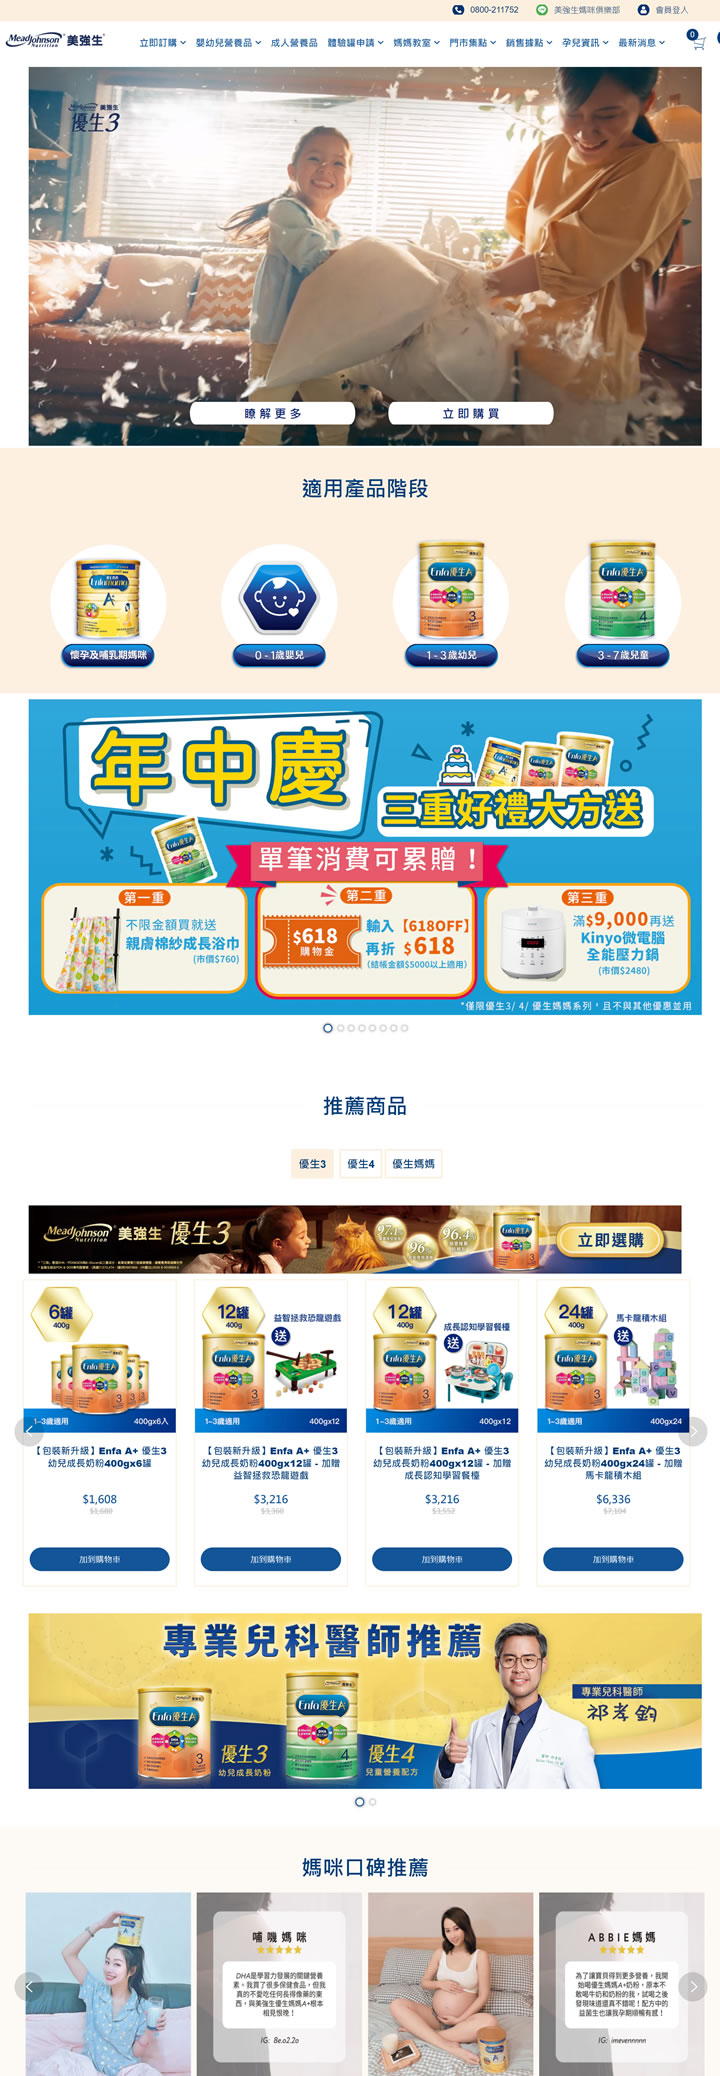 0800-211752
美強生媽咪俱樂部
會員登入
MeadJohnson Nutrition 美強生
立即訂購
嬰幼兒營養品
成人營養品
體驗罐申請
媽媽教室
門市集點
銷售據點
孕兒資訊
最新消息
0
MeadJohnson 美強生
優生3
瞭解更多
立即購買
適用產品階段
懷孕及哺乳期媽咪
0-1歲嬰兒
1-3歲幼兒
3-7歲兒童
年中慶
三重好禮大方送
單筆消費可累贈！
第一重
不限金額買就送
親膚棉紗成長浴巾
(市價$760)
第二重
$618
購物金
輸入【618OFF】
再折 $618
(結帳金額$5000以上適用)
第三重
滿$9,000再送
Kinyo微電腦
全能壓力鍋
(市價$2480)
*僅限優生3/ 4/ 優生媽媽系列，且不與其他優惠並用
推薦商品
優生3
優生4
優生媽媽
MeadJohnson Nutrition 美強生 優生3
97.1%
96%
96.4%
立即選購
6罐
400g
1-3歲適用
400gx6入
【包裝新升級】Enfa A+ 優生3
幼兒成長奶粉400gx6罐
$1,608
$1,680
加到購物車
12罐
400g
益智拯救恐龍遊戲
送
1-3歲適用
400gx12
【包裝新升級】Enfa A+ 優生3
幼兒成長奶粉400gx12罐 - 加贈
益智拯救恐龍遊戲
$3,216
$3,360
加到購物車
12罐
400g
成長認知學習餐檯
送
1-3歲適用
400gx12
【包裝新升級】Enfa A+ 優生3
幼兒成長奶粉400gx12罐 - 加贈
成長認知學習餐檯
$3,216
$3,552
加到購物車
24罐
400g
馬卡龍積木組
送
1-3歲適用
400gx24
【包裝新升級】Enfa A+ 優生3
幼兒成長奶粉400gx24罐 - 加贈
馬卡龍積木組
$6,336
$7,104
加到購物車
專業兒科醫師推薦
Enfa優生A+
3
優生3
幼兒成長奶粉
Enfa優生A+
4
優生4
兒童營養配方
專業兒科醫師
祁孝鈞
媽咪口碑推薦
哺嘰媽咪
DHA是學習力發展的關鍵營養
素，我買了很多保健食品，但我
真的不愛吃任何長得像藥的東
西，與美強生優生媽媽A+根本
相見恨晚！
IG: Be.o2.2o
ABBIE媽媽
為了讓寶貝得到更多營養，我開
始喝優生媽媽A+奶粉，原本不
敢喝牛奶和奶粉的我，試喝之後
發現味道還真不錯呢！配方中的
益菌生也讓我孕期順暢有感！
IG: imevennnnn